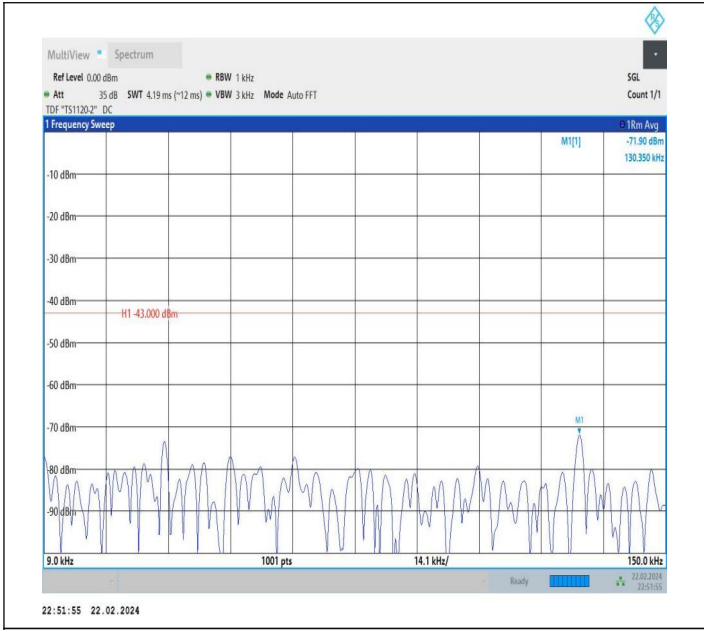 R&S
MultiView Spectrum
Ref Level 0.00 dBm RBW 1 kHz SGL
Att 35 dB SWT 4.19 ms (~12 ms) VBW 3 kHz Mode Auto FFT Count 1/1
TDF "TS1120-2" DC
1 Frequency Sweep 1Rm Avg
M1[1] -71.90 dBm
130.350 kHz
-10 dBm
-20 dBm
-30 dBm
-40 dBm
H1 -43.000 dBm
-50 dBm
-60 dBm
-70 dBm
M1
-80 dBm
-90 dBm
9.0 kHz 1001 pts 14.1 kHz/ 150.0 kHz
Ready 22.02.2024
22:51:55
22:51:55 22.02.2024